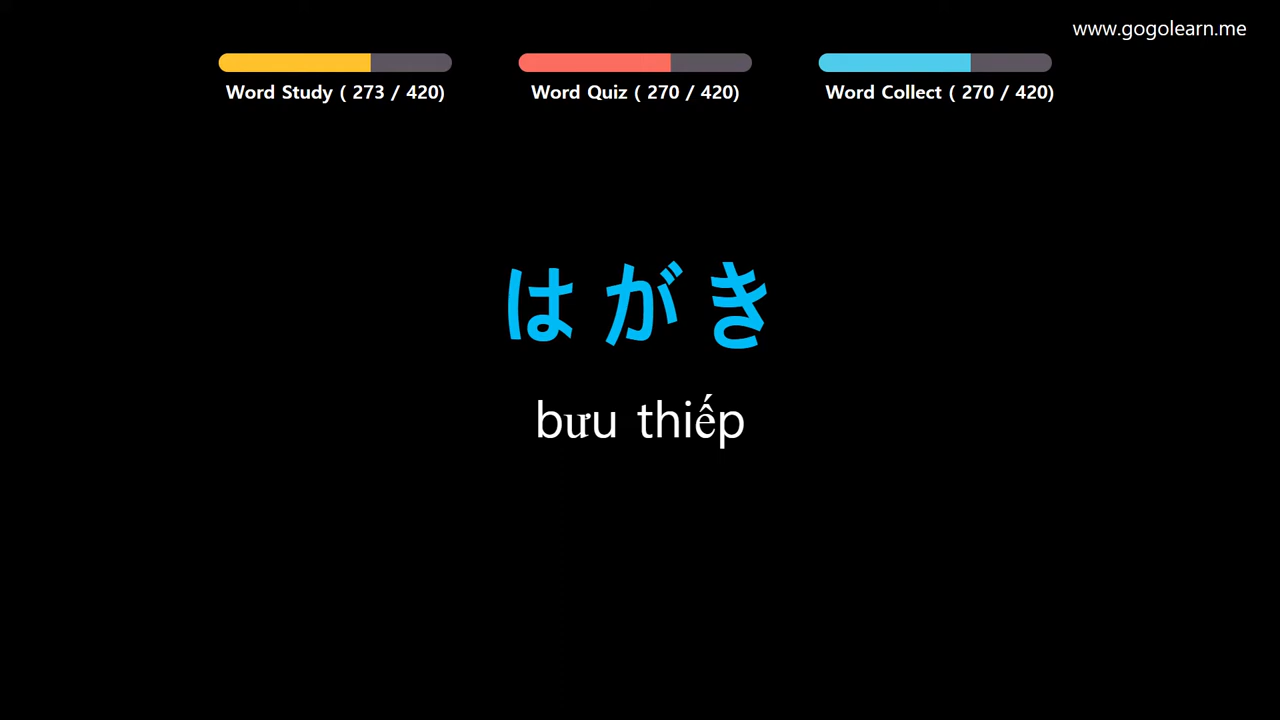 www.gogolearn.me
Word Study ( 273 / 420)
Word Quiz ( 270 / 420)
Word Collect ( 270 / 420)
はがき
bưu thiếp